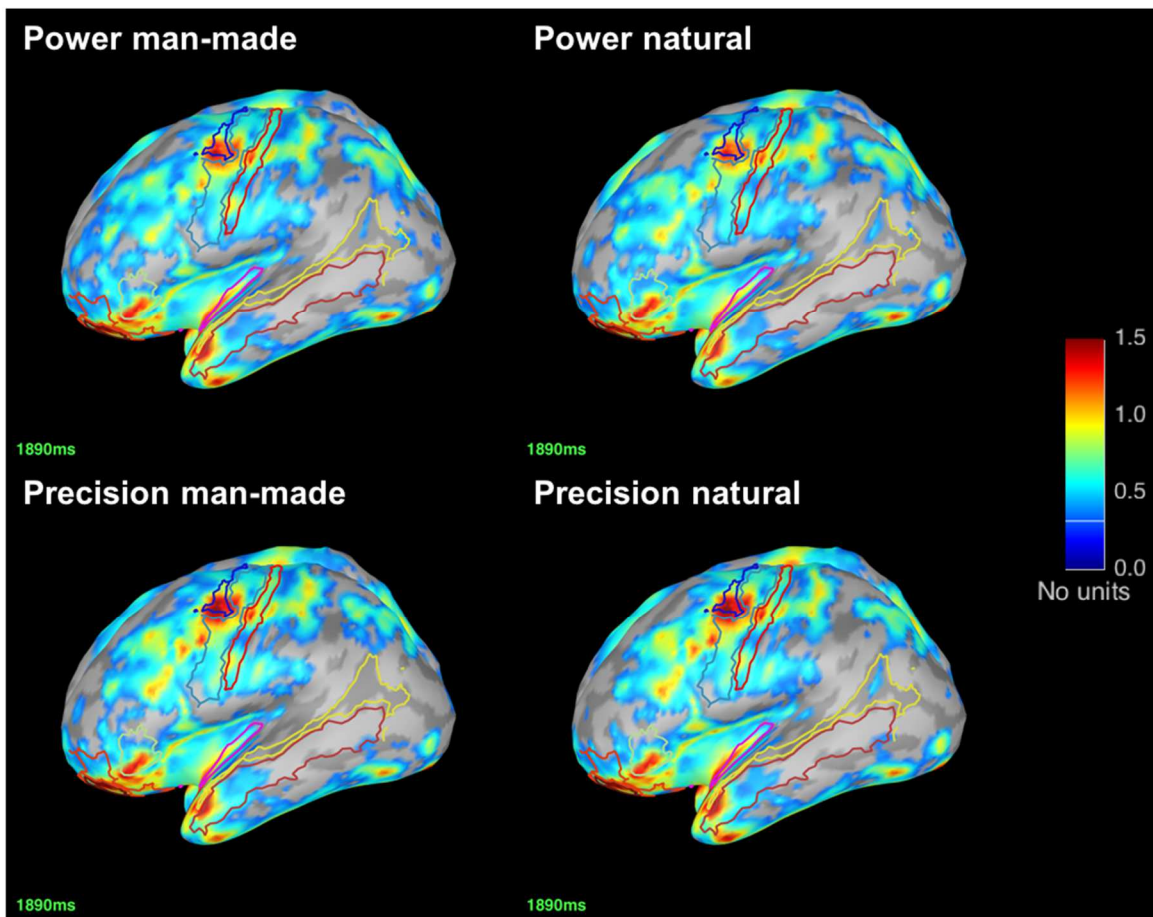 Power man-made
Power natural
1890ms
1890ms
1.5
1.0
0.5
0.0
No units
Precision man-made
Precision natural
1890ms
1890ms